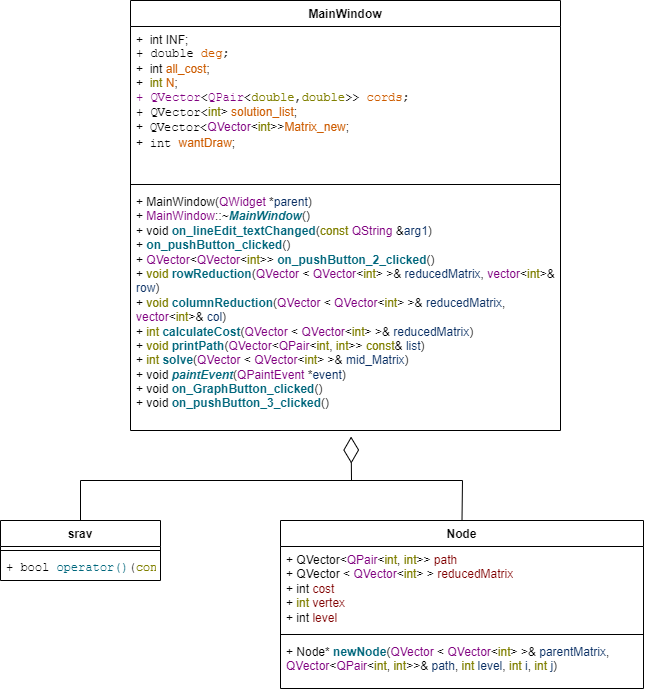 MainWindow
+ int INF;
+ double deg;
+ int all_cost;
+ int N;
+ QVector<QPair<double,double>> cords;
+ QVector<int> solution_list;
+ QVector<QVector<int>>Matrix_new;
+ int wantDraw;
+ MainWindow(QWidget *parent)
+ MainWindow::~MainWindow()
+ void on_lineEdit_textChanged(const QString &arg1)
+ on_pushButton_clicked()
+ QVector<QVector<int>> on_pushButton_2_clicked()
+ void rowReduction(QVector < QVector<int> >& reducedMatrix, vector<int>&
row)
+ void columnReduction(QVector < QVector<int> >& reducedMatrix,
vector<int>& col)
+ int calculateCost(QVector < QVector<int> >& reducedMatrix)
+ void printPath(QVector<QPair<int, int>> const& list)
+ int solve(QVector < QVector<int> >& mid_Matrix)
+ void paintEvent(QPaintEvent *event)
+ void on_GraphButton_clicked()
+ void on_pushButton_3_clicked()
srav
+ bool operator()(con
Node
+ QVector<QPair<int, int>> path
+ QVector < QVector<int> > reducedMatrix
+ int cost
+ int vertex
+ int level
+ Node* newNode(QVector < QVector<int> >& parentMatrix,
QVector<QPair<int, int>>& path, int level, int i, int j)